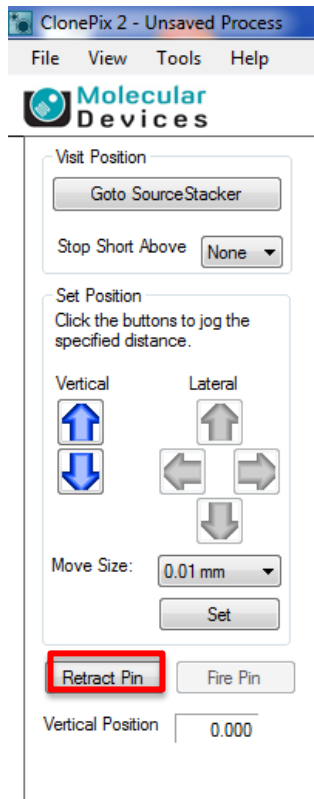 ClonePix 2 - Unsaved Process
File View Tools Help
Molecular
Devices
Visit Position
Goto SourceStacker
Stop Short Above None
Set Position
Click the buttons to jog the
specified distance.
Vertical Lateral
Move Size: 0.01 mm
Set
Retract Pin Fire Pin
Vertical Position 0.000